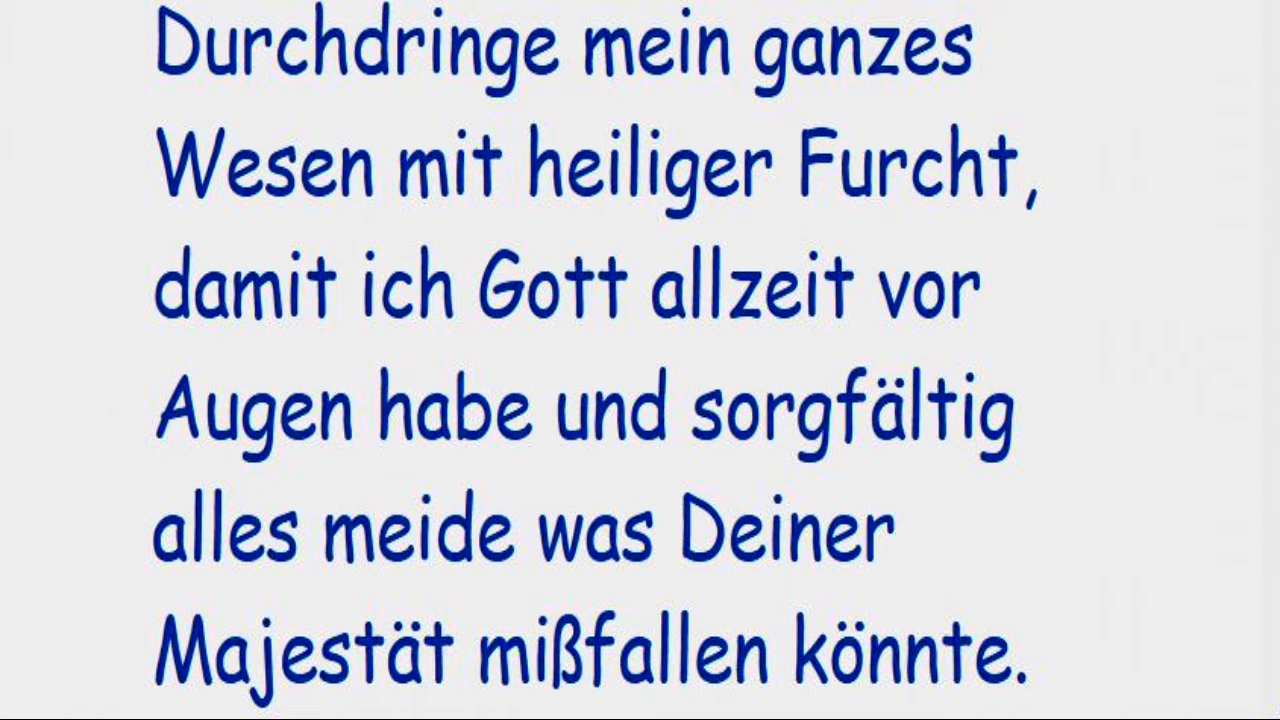 Durchdringe mein ganzes
Wesen mit heiliger Furcht,
damit ich Gott allzeit vor
Augen habe und sorgfältig
alles meide was Deiner
Majestät mißfallen könnte.